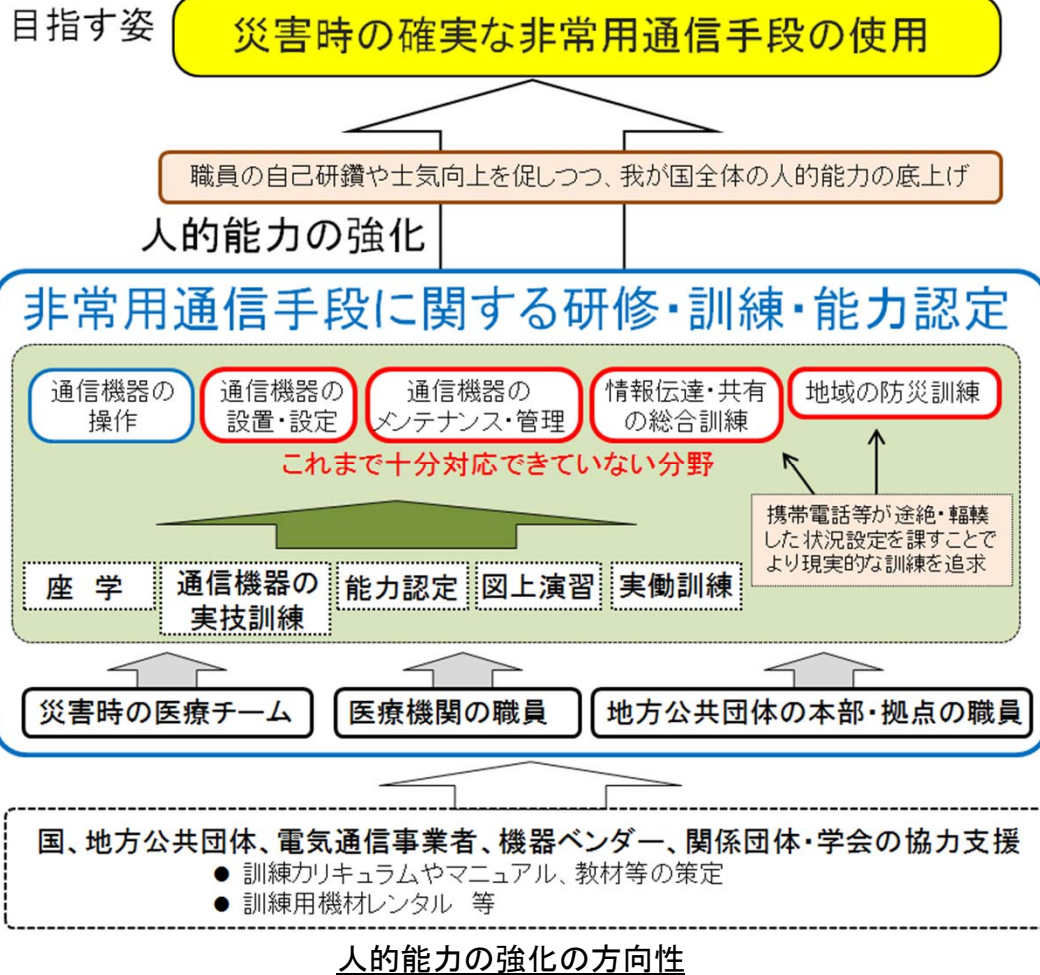 目指す姿
災害時の確実な非常用通信手段の使用
職員の自己研鑽や士気向上を促しつつ、我が国全体の人的能力の底上げ
人的能力の強化
非常用通信手段に関する研修・訓練・能力認定
通信機器の
操作
通信機器の
設置・設定
通信機器の
メンテナンス・管理
情報伝達・共有
の総合訓練
地域の防災訓練
これまで十分対応できていない分野
携帯電話等が途絶・輻輳
した状況設定を課すことで
より現実的な訓練を追求
座 学
通信機器の
実技訓練
能力認定
図上演習
実働訓練
災害時の医療チーム
医療機関の職員
地方公共団体の本部・拠点の職員
国、地方公共団体、電気通信事業者、機器ベンダー、関係団体・学会の協力支援
● 訓練カリキュラムやマニュアル、教材等の策定
● 訓練用機材レンタル 等
人的能力の強化の方向性